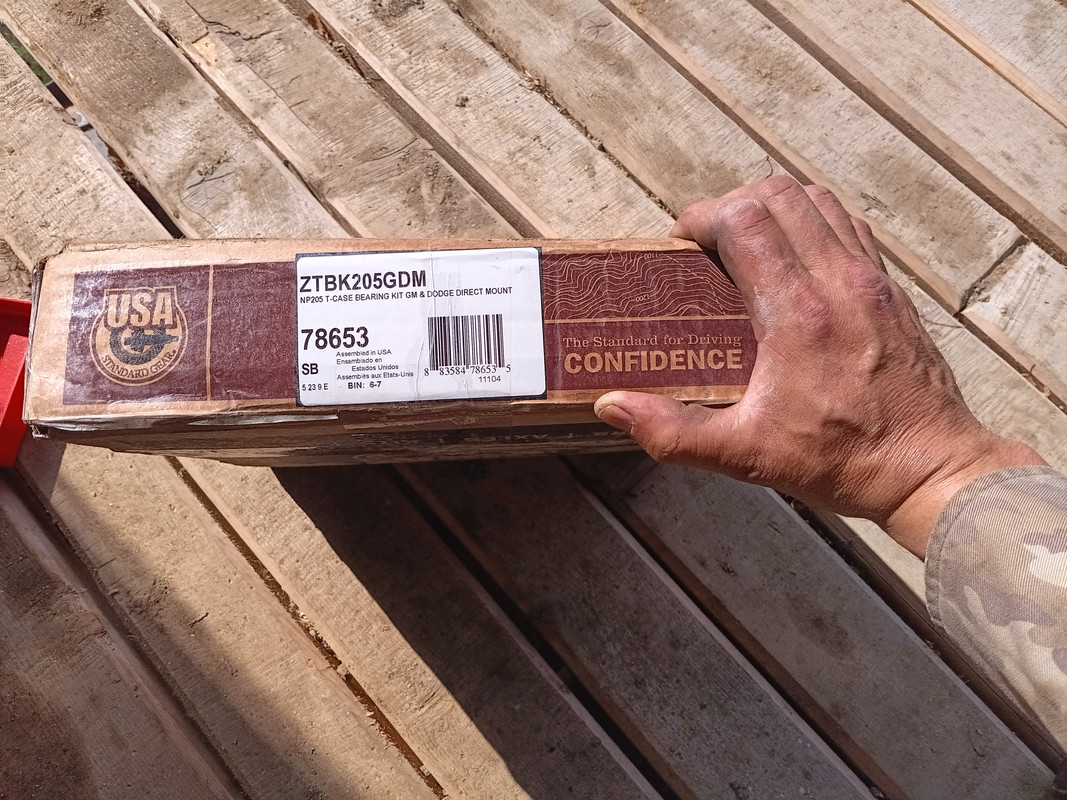 USA
STANDARD GEAR
ZTBK205GDM
NP205 T-CASE BEARING KIT GM & DODGE DIRECT MOUNT
78653
SB
Assembled in USA
Ensamblado en
Estados Unidos
Assemblés aux États-Unis
5 23 9 E
BIN: 6-7
8 83584 78653 5
11104
The Standard for Driving
CONFIDENCE